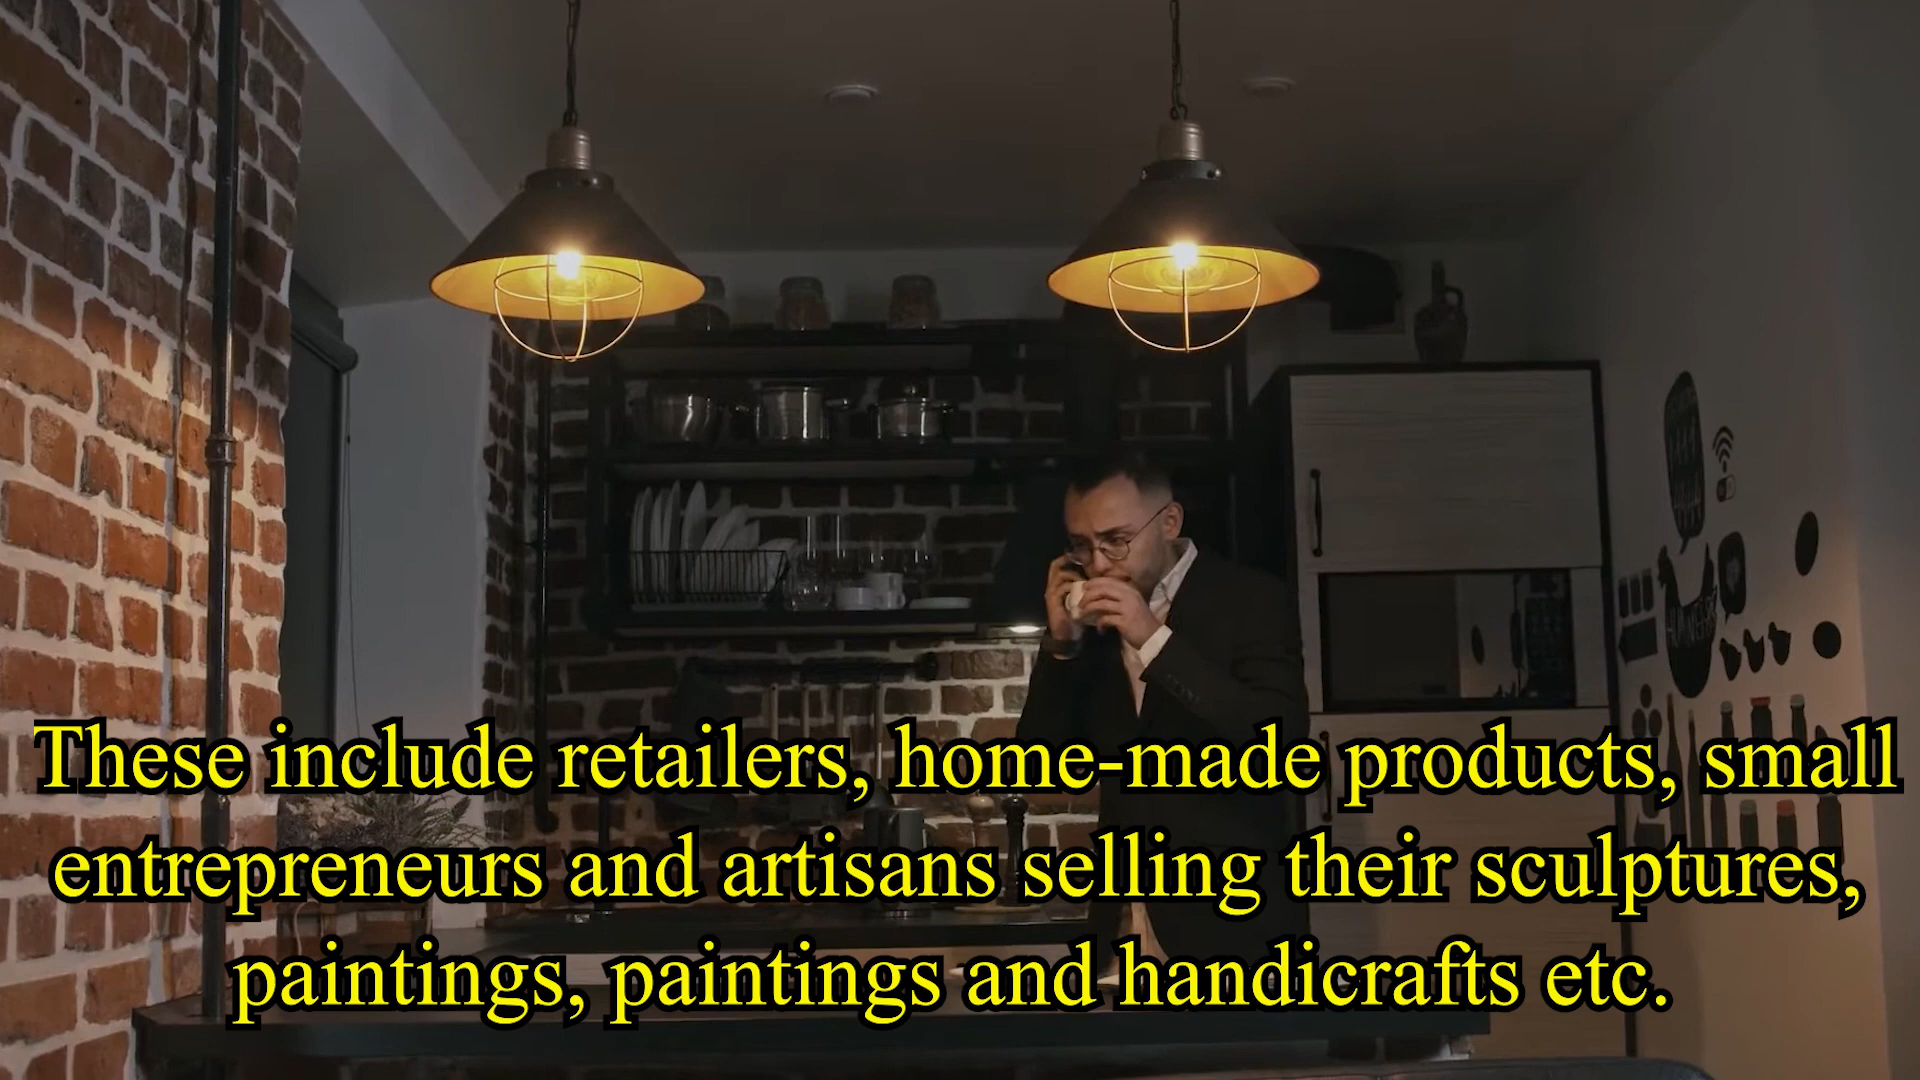 These include retailers, home-made products, small
entrepreneurs and artisans selling their sculptures,
paintings, paintings and handicrafts etc.